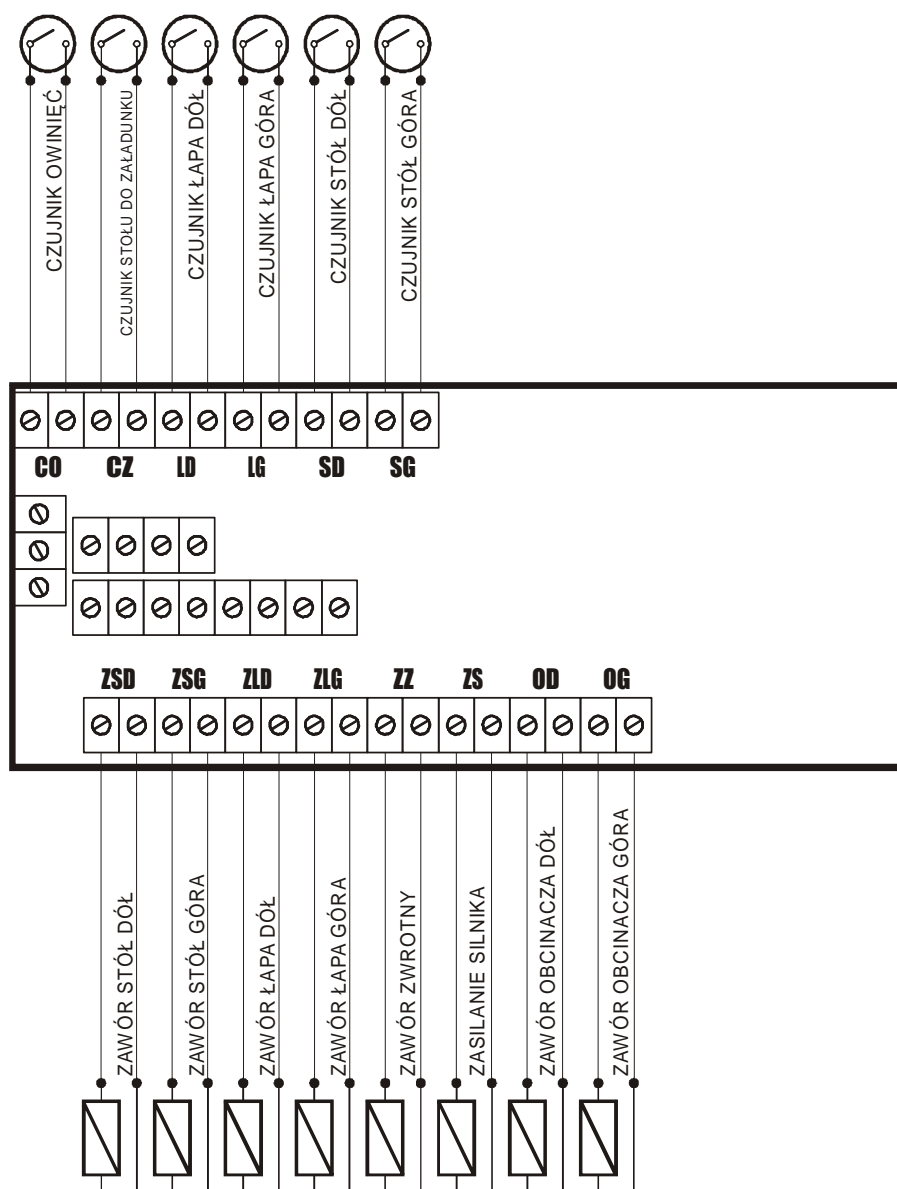 CZUJNIK OWINIĘĆ
CZUJNIK STOŁU DO ZAŁADUNKU
CZUJNIK ŁAPA DÓŁ
CZUJNIK ŁAPA GÓRA
CZUJNIK STÓŁ DÓŁ
CZUJNIK STÓŁ GÓRA
CO CZ LD LG SD SG
ZSD ZSG ZLD ZLG ZZ ZS OD OG
ZAWÓR STÓŁ DÓŁ
ZAWÓR STÓŁ GÓRA
ZAWÓR ŁAPA DÓŁ
ZAWÓR ŁAPA GÓRA
ZAWÓR ZWROTNY
ZASILANIE SILNIKA
ZAWÓR OBCINACZA DÓŁ
ZAWÓR OBCINACZA GÓRA